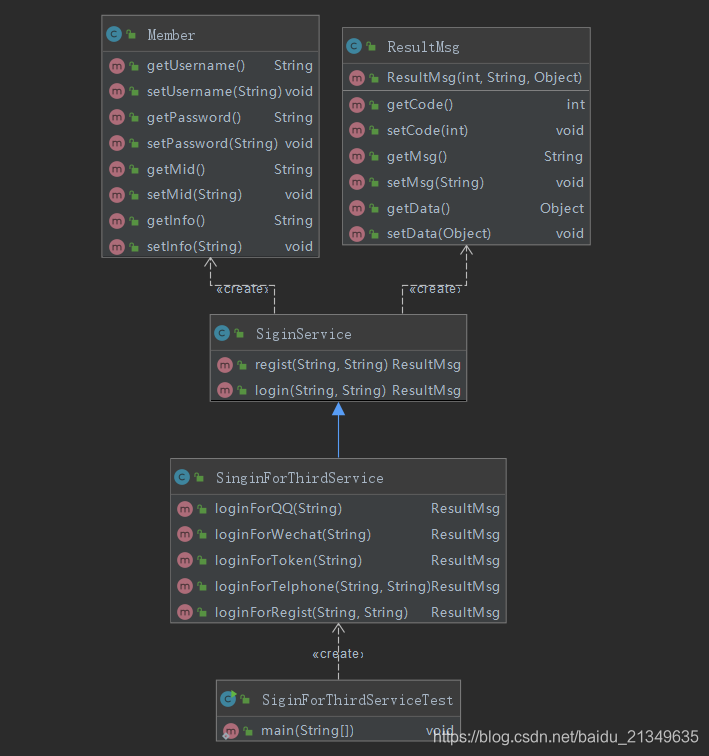 Member
getUsername() String
setUsername(String) void
getPassword() String
setPassword(String) void
getMid() String
setMid(String) void
getInfo() String
setInfo(String) void
ResultMsg
ResultMsg(int, String, Object)
getCode() int
setCode(int) void
getMsg() String
setMsg(String) void
getData() Object
setData(Object) void
«create»
«create»
SiginService
regist(String, String) ResultMsg
login(String, String) ResultMsg
SinginForThirdService
loginForQQ(String) ResultMsg
loginForWechat(String) ResultMsg
loginForToken(String) ResultMsg
loginForTelphone(String, String) ResultMsg
loginForRegist(String, String) ResultMsg
«create»
SiginForThirdServiceTest
main(String[]) void
https://blog.csdn.net/baidu_21349635